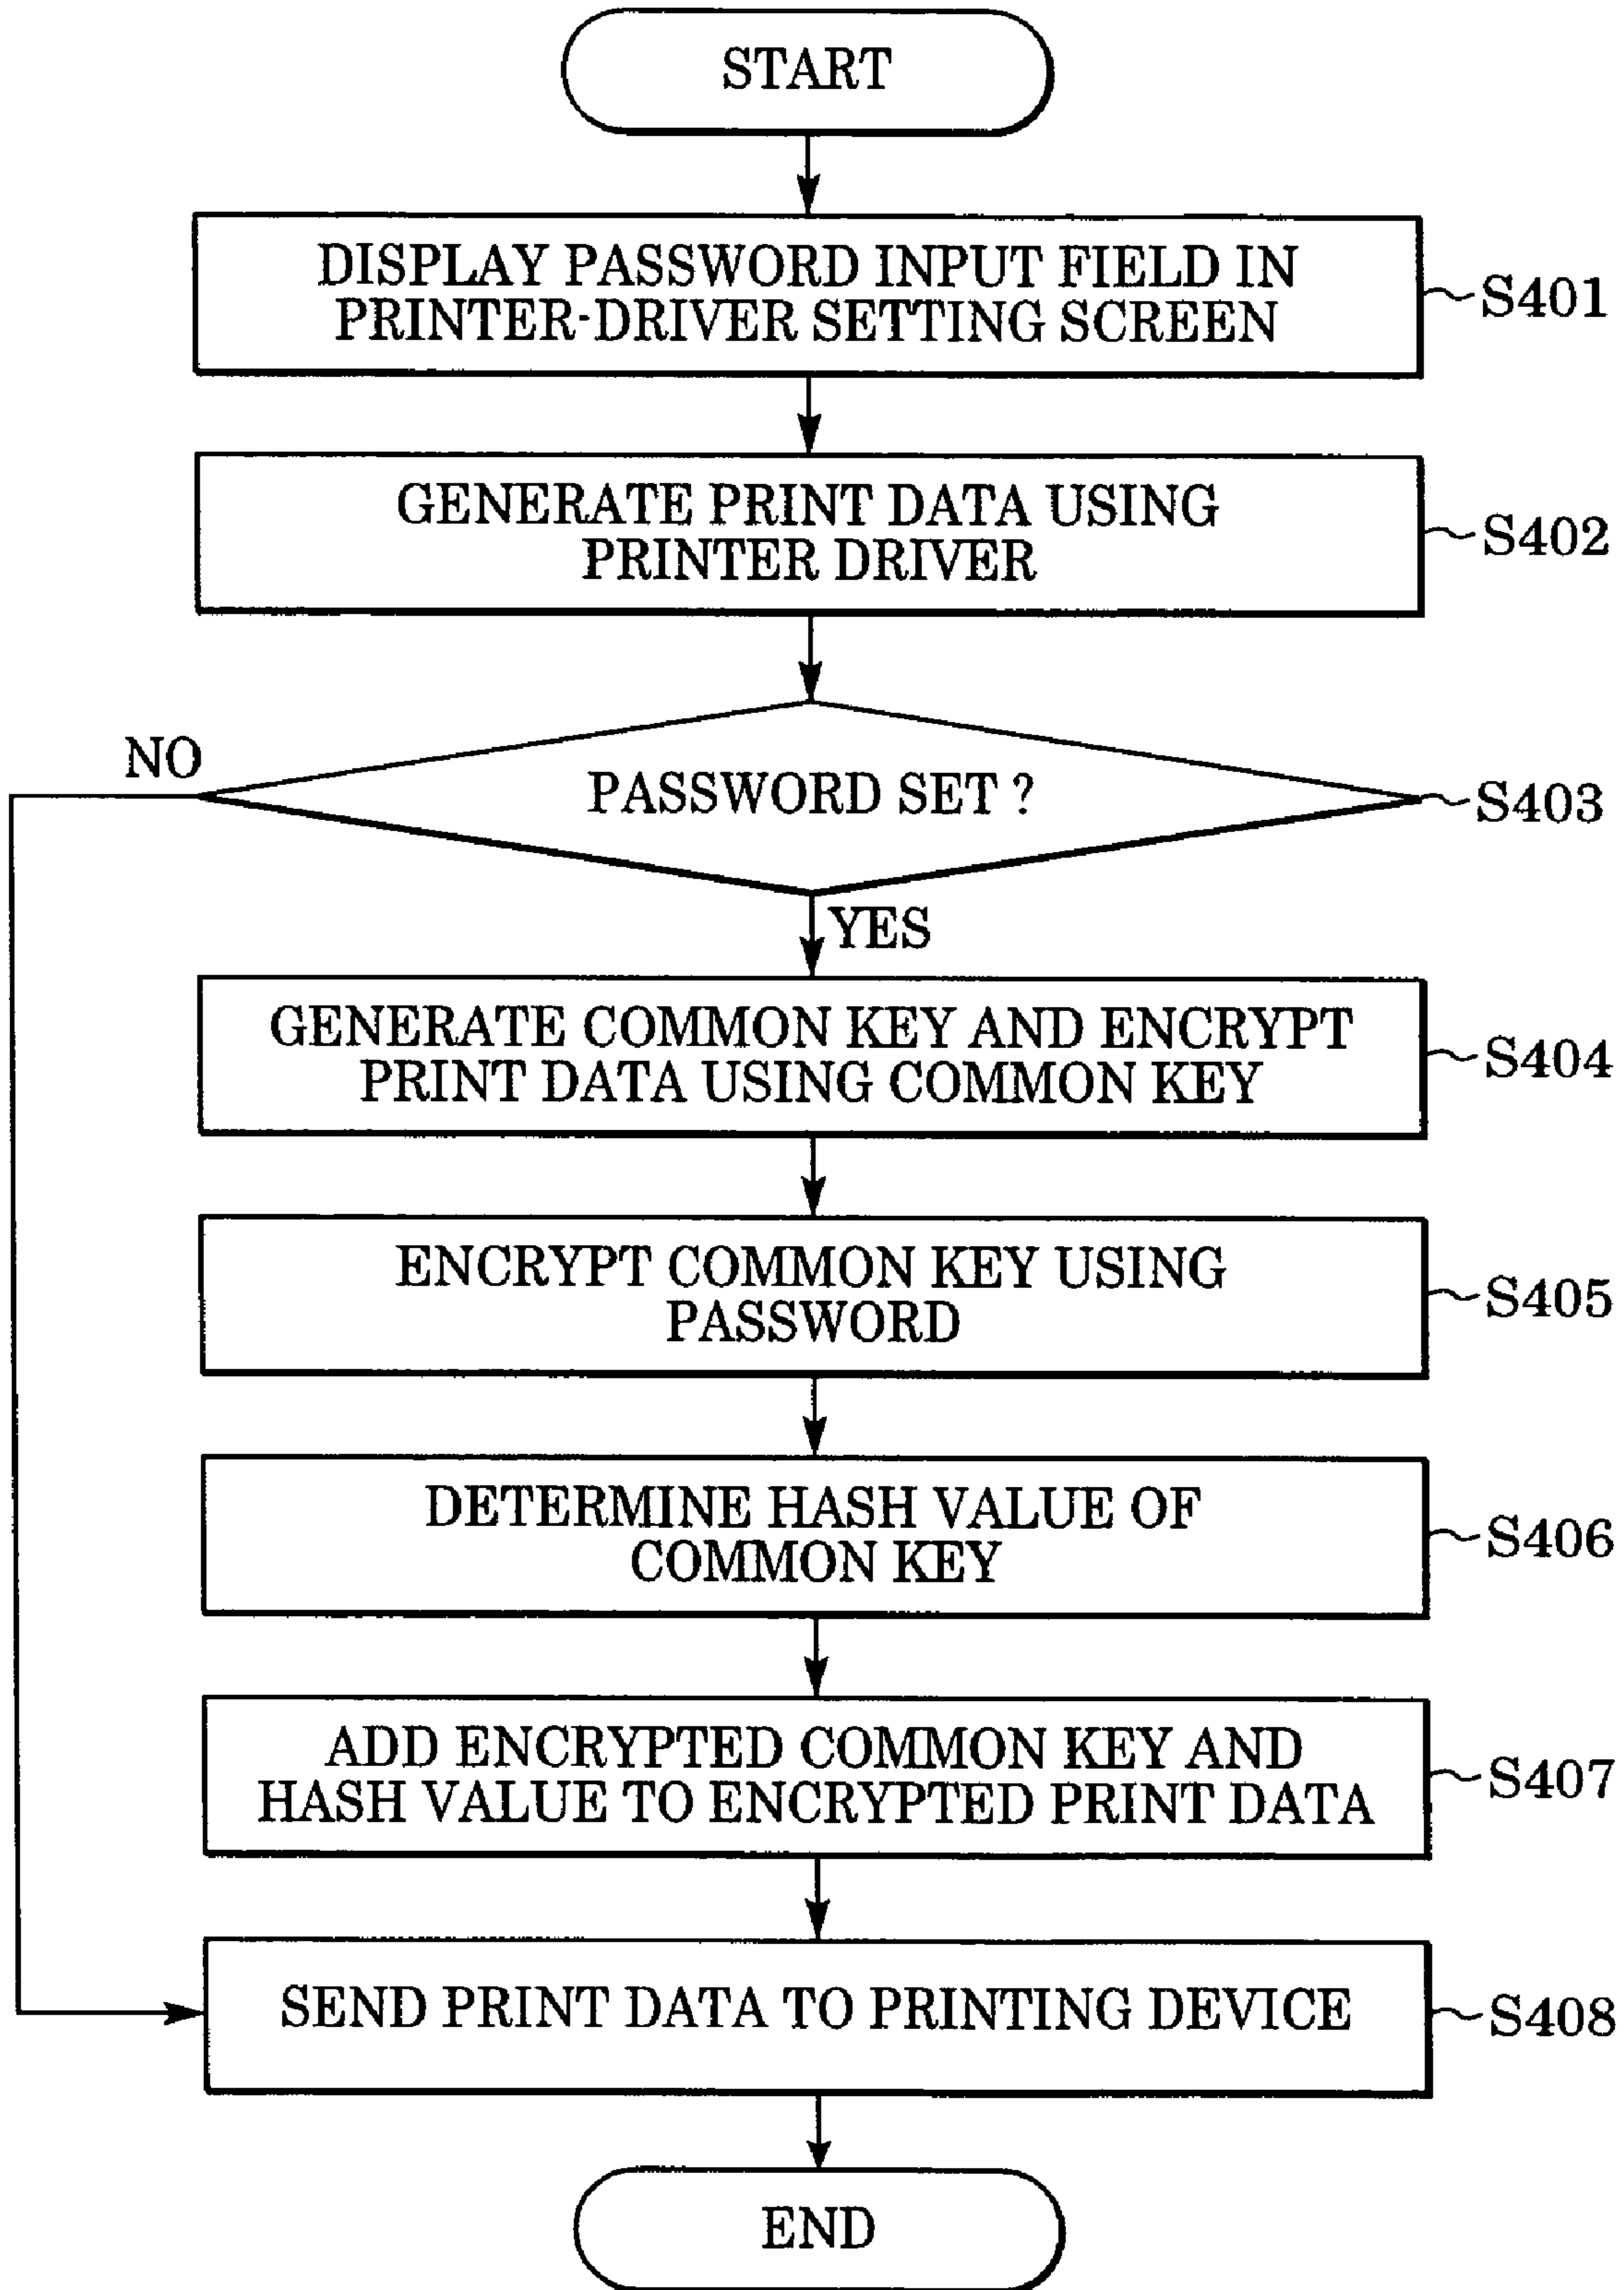 START
DISPLAY PASSWORD INPUT FIELD IN
PRINTER-DRIVER SETTING SCREEN
S401
GENERATE PRINT DATA USING
PRINTER DRIVER
S402
NO
PASSWORD SET ?
S403
YES
GENERATE COMMON KEY AND ENCRYPT
PRINT DATA USING COMMON KEY
S404
ENCRYPT COMMON KEY USING
PASSWORD
S405
DETERMINE HASH VALUE OF
COMMON KEY
S406
ADD ENCRYPTED COMMON KEY AND
HASH VALUE TO ENCRYPTED PRINT DATA
S407
SEND PRINT DATA TO PRINTING DEVICE
S408
END